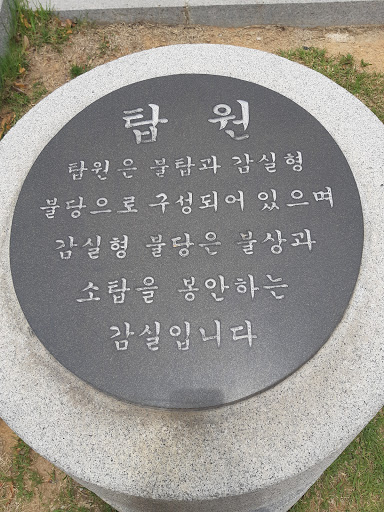 탑 원
탑원은 불탑과 감실형
불당으로 구성되어 있으며
감실형 불당은 불상과
소탑을 봉안하는
감실입니다